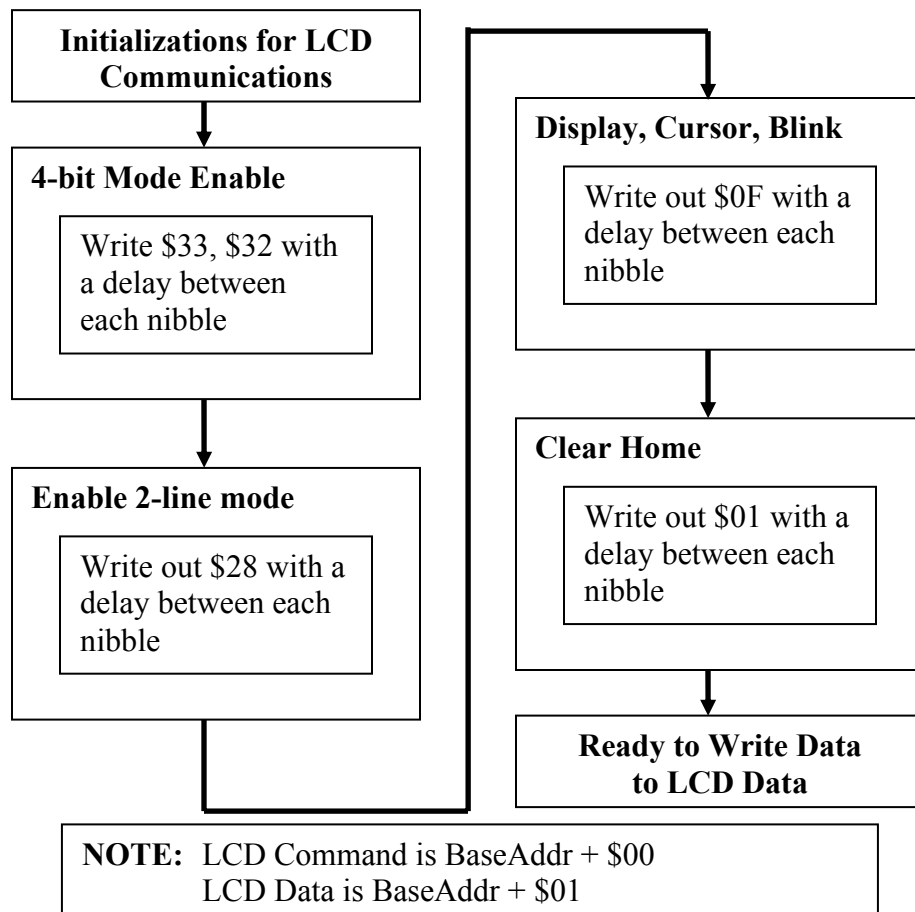 Initializations for LCD
Communications
4-bit Mode Enable
Write $33, $32 with
a delay between
each nibble
Enable 2-line mode
Write out $28 with a
delay between each
nibble
Display, Cursor, Blink
Write out $0F with a
delay between each
nibble
Clear Home
Write out $01 with a
delay between each
nibble
Ready to Write Data
to LCD Data
NOTE: LCD Command is BaseAddr + $00
LCD Data is BaseAddr + $01